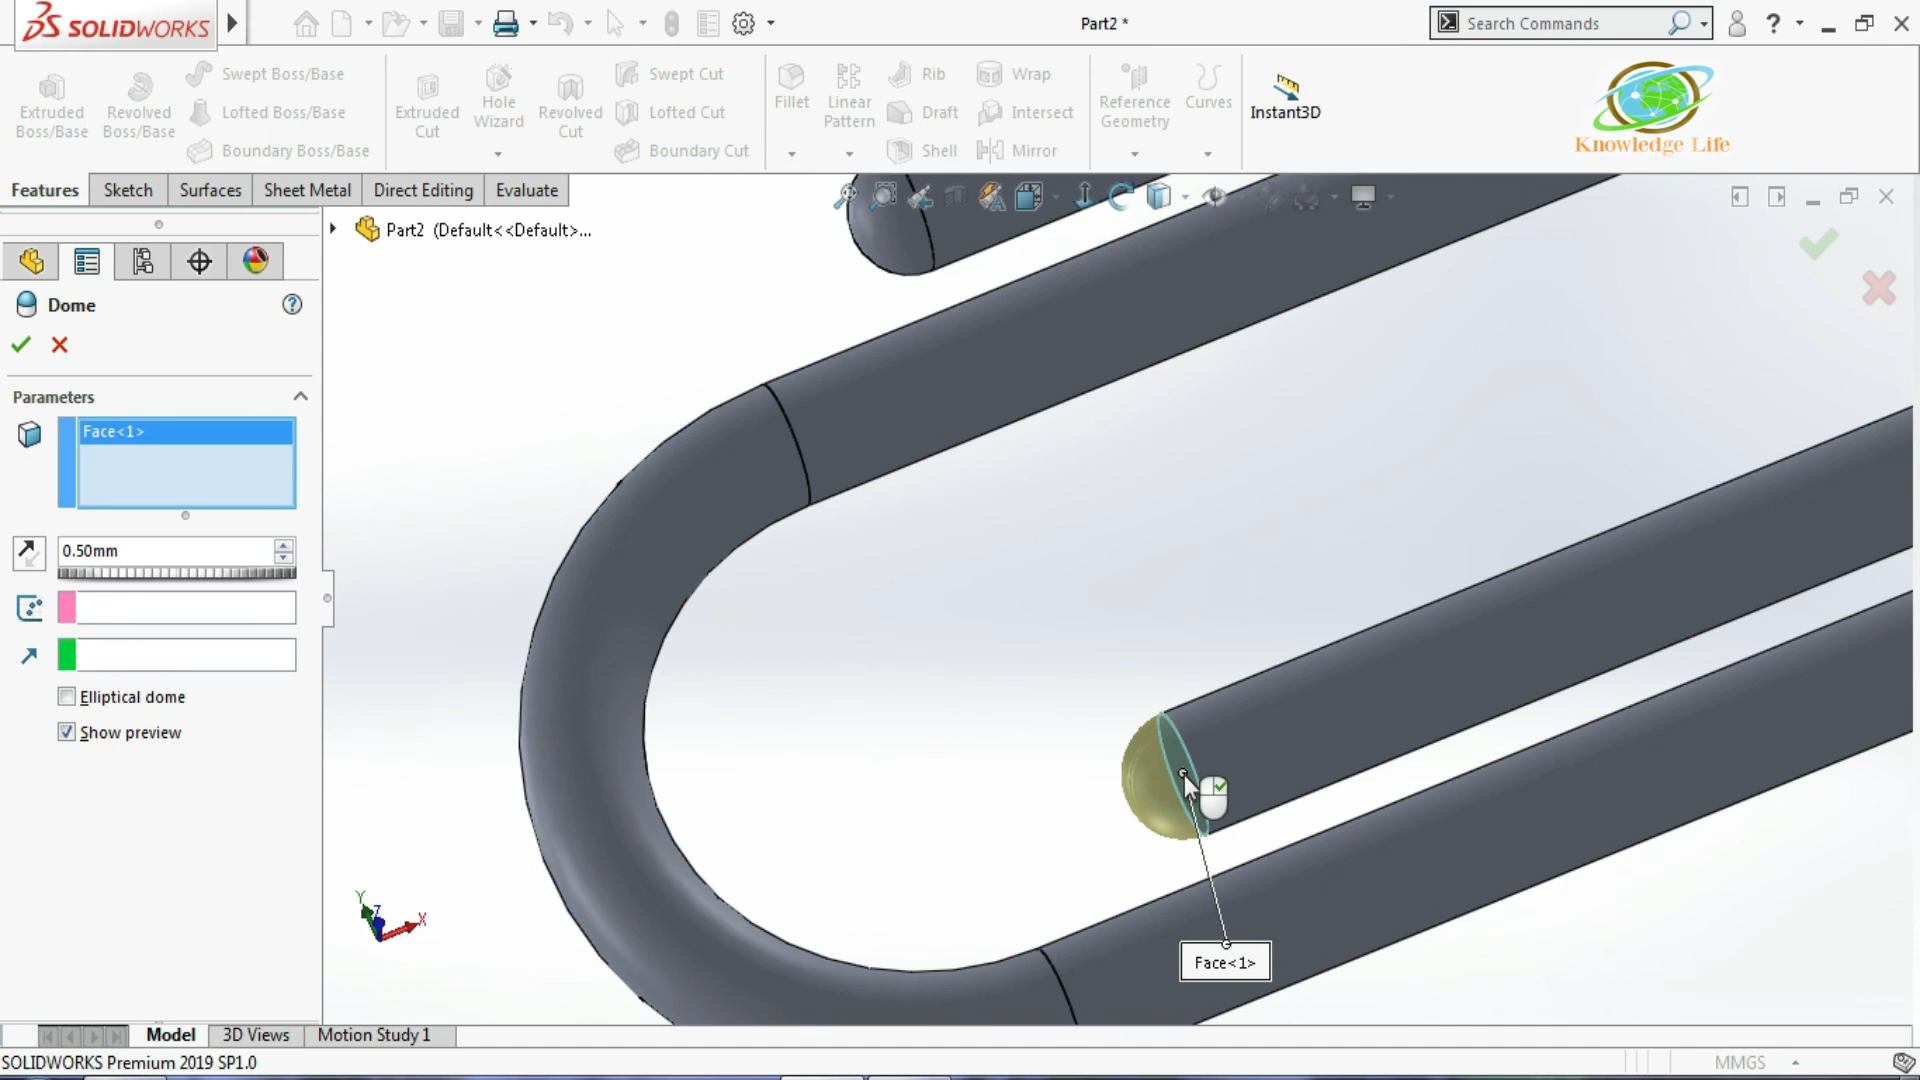 SOLIDWORKS
Part2 *
Search Commands
Extruded
Boss/Base
Revolved
Boss/Base
Swept Boss/Base
Lofted Boss/Base
Boundary Boss/Base
Extruded
Cut
Hole
Wizard
Revolved
Cut
Swept Cut
Lofted Cut
Boundary Cut
Fillet
Linear
Pattern
Rib
Draft
Shell
Wrap
Intersect
Mirror
Reference
Geometry
Curves
Instant3D
Knowledge Life
Features
Sketch
Surfaces
Sheet Metal
Direct Editing
Evaluate
Part2 (Default<<Default>...
Dome
Parameters
Face<1>
0.50mm
Elliptical dome
Show preview
Y
Z
X
Face<1>
Model
3D Views
Motion Study 1
SOLIDWORKS Premium 2019 SP1.0
MMGS